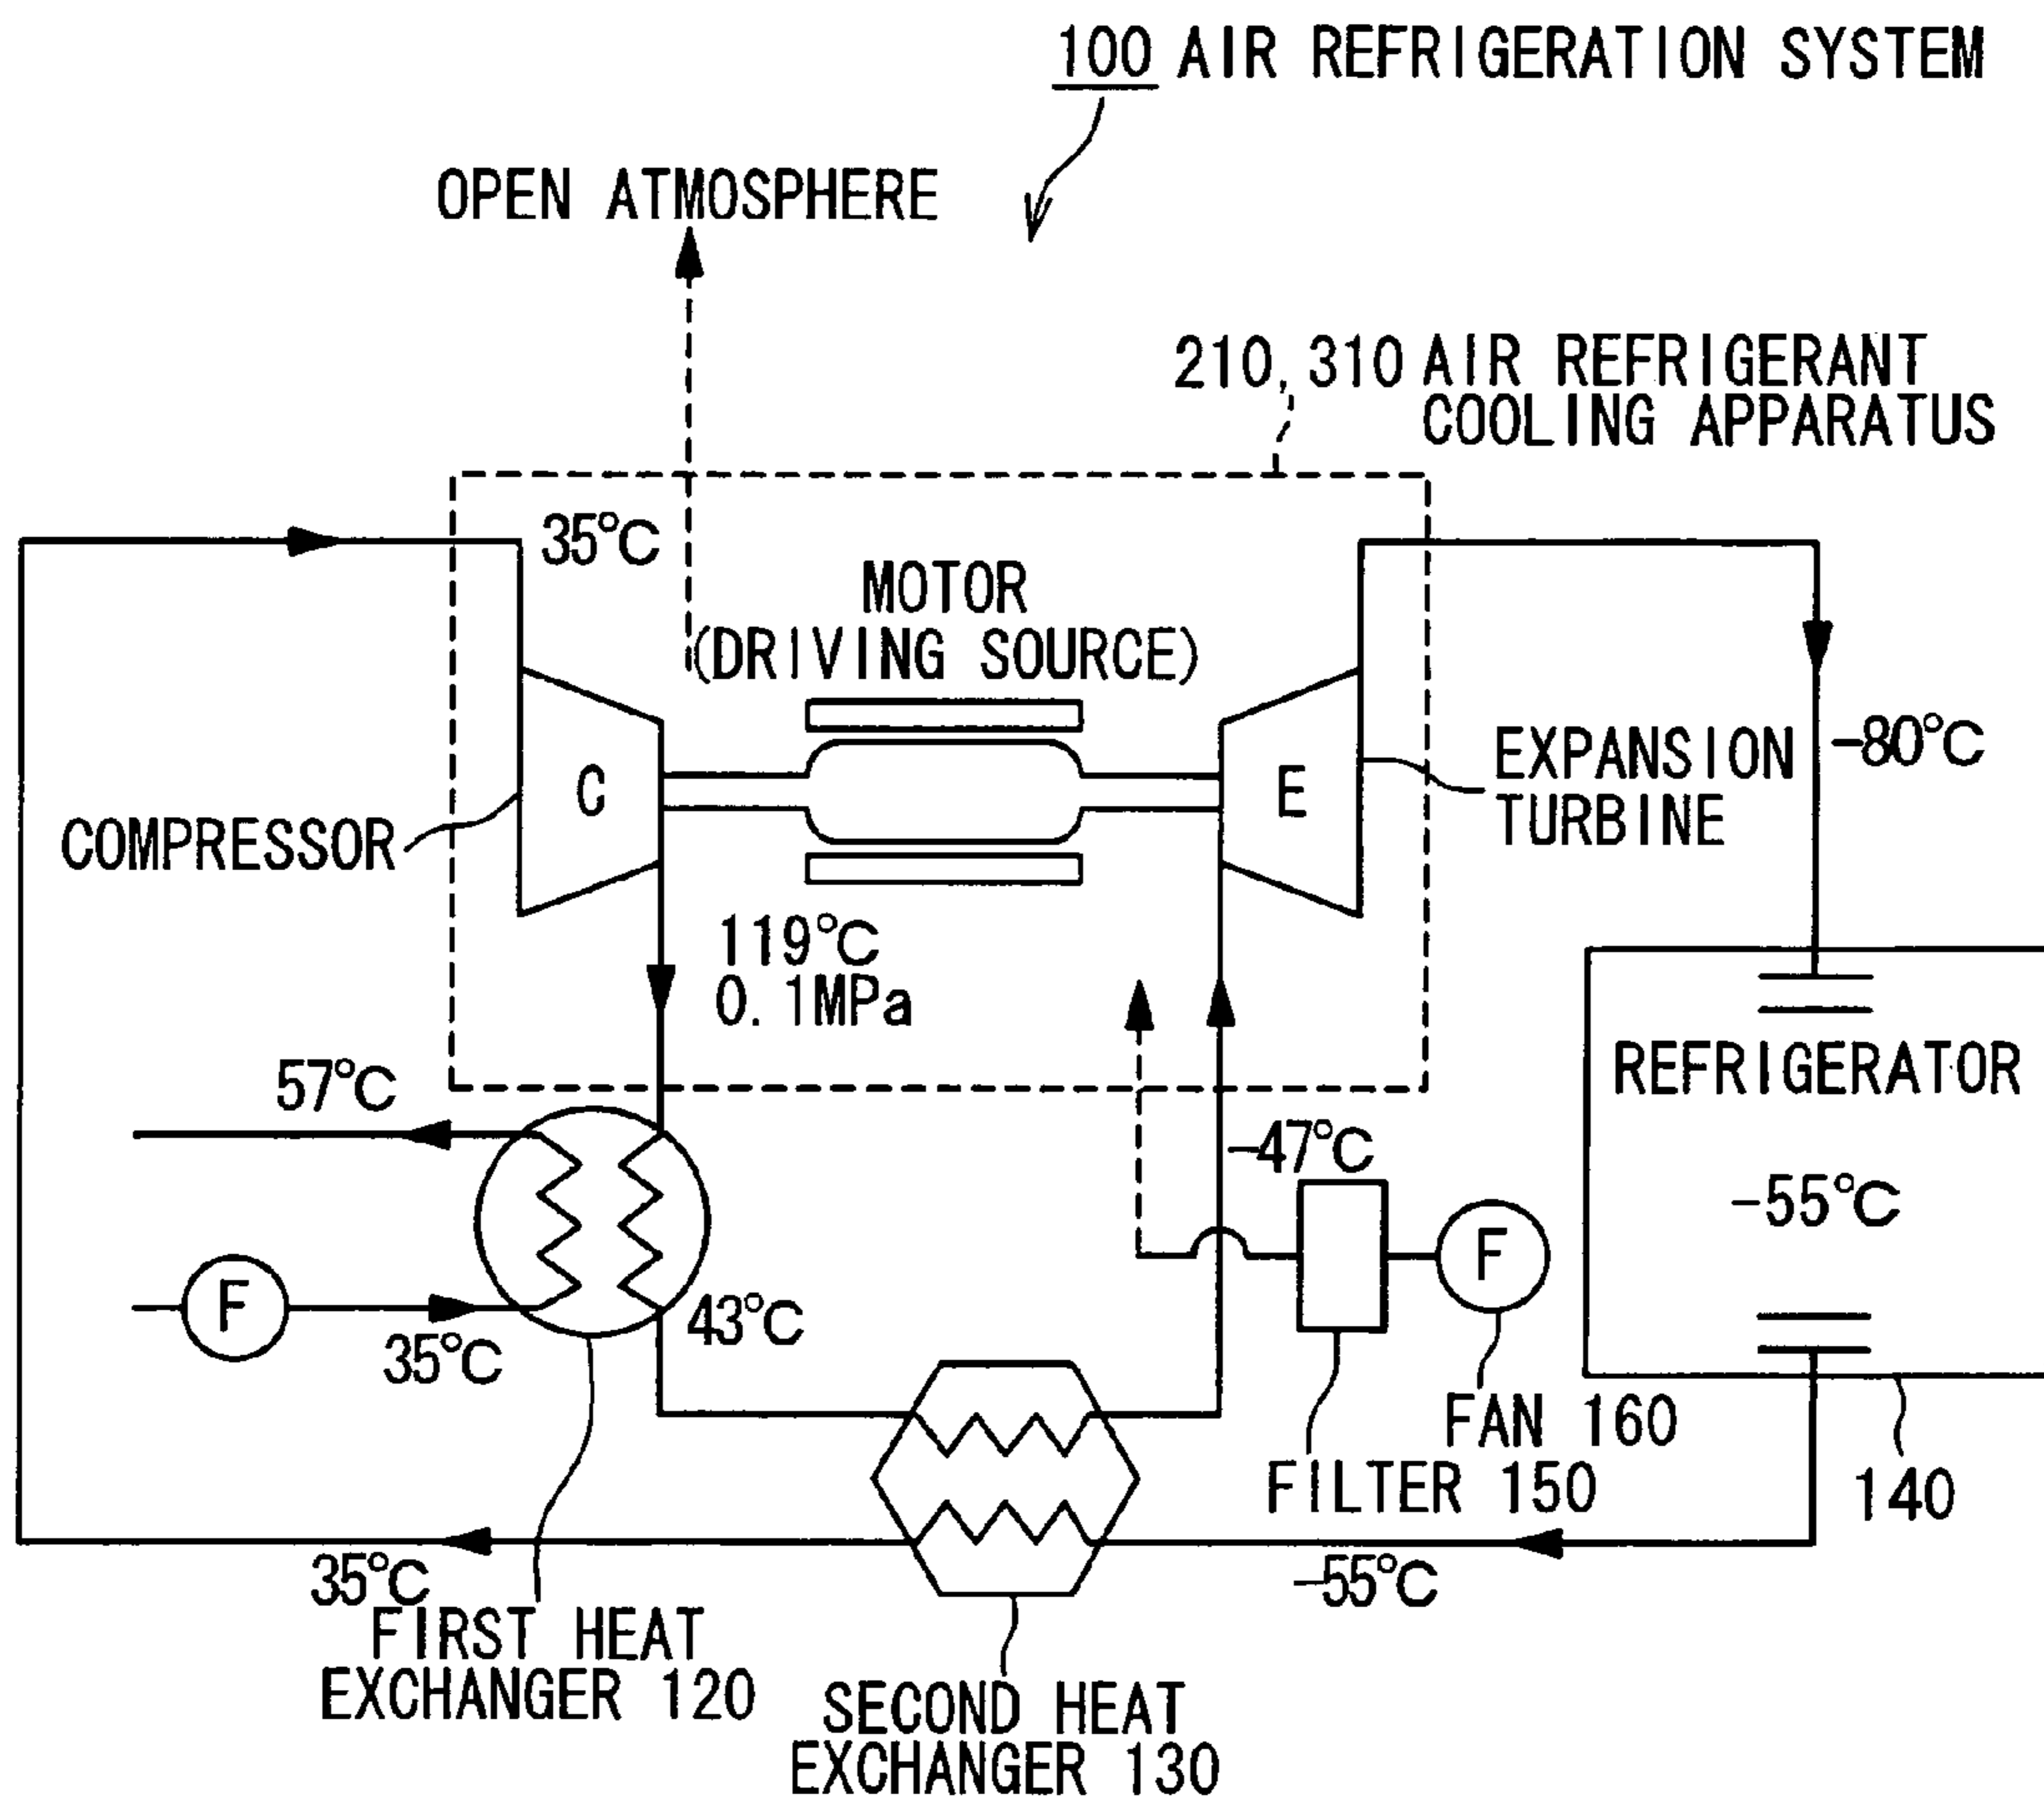 100 AIR REFRIGERATION SYSTEM
OPEN ATMOSPHERE
210, 310 AIR REFRIGERANT
COOLING APPARATUS
35°C
MOTOR
(DRIVING SOURCE)
-80°C
EXPANSION
TURBINE
C
E
COMPRESSOR
119°C
0.1MPa
REFRIGERATOR
57°C
-47°C
-55°C
F
F
43°C
35°C
FAN 160
FILTER 150
140
35°C
-55°C
FIRST HEAT
EXCHANGER 120
SECOND HEAT
EXCHANGER 130